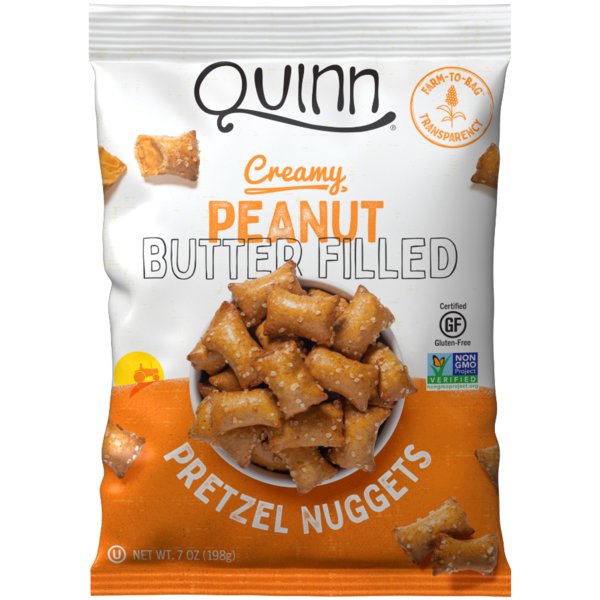 Quinn®
FARM-TO-BAG™
TRANSPARENCY
Creamy
PEANUT
BUTTER FILLED
Certified
GF
Gluten-Free
NON
GMO
Project
VERIFIED
nongmoproject.org
PRETZEL NUGGETS
U NET WT. 7 OZ (198g)